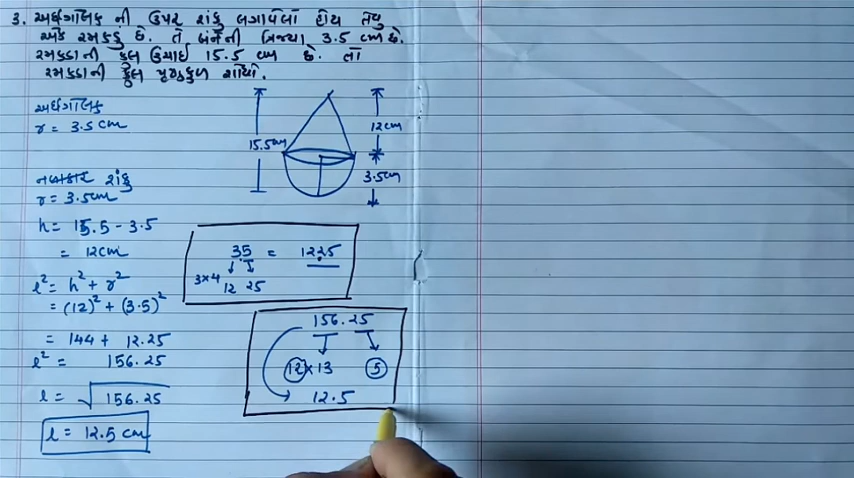 3. અર્ધગોલક ની ઉપર શંકુ લગાવેલો હોય તેવું
એક રમકડું છે. તે બંનેની ત્રિજ્યા 3.5 cm છે.
રમકડાની કુલ ઉંચાઇ 15.5 cm છે. તો
રમકડાની કુલ પૃષ્ઠફળ શોધો.
અર્ધગોલક
r = 3.5 cm
15.5cm
12cm
3.5cm
નળાકાર શંકુ
r = 3.5cm
h = 15.5 - 3.5
= 12cm
l² = h² + r²
= (12)² + (3.5)²
= 144 + 12.25
l² = 156.25
l = √156.25
l = 12.5 cm
35 = 1225
3×4
12 25
156.25
12×13 5
12.5